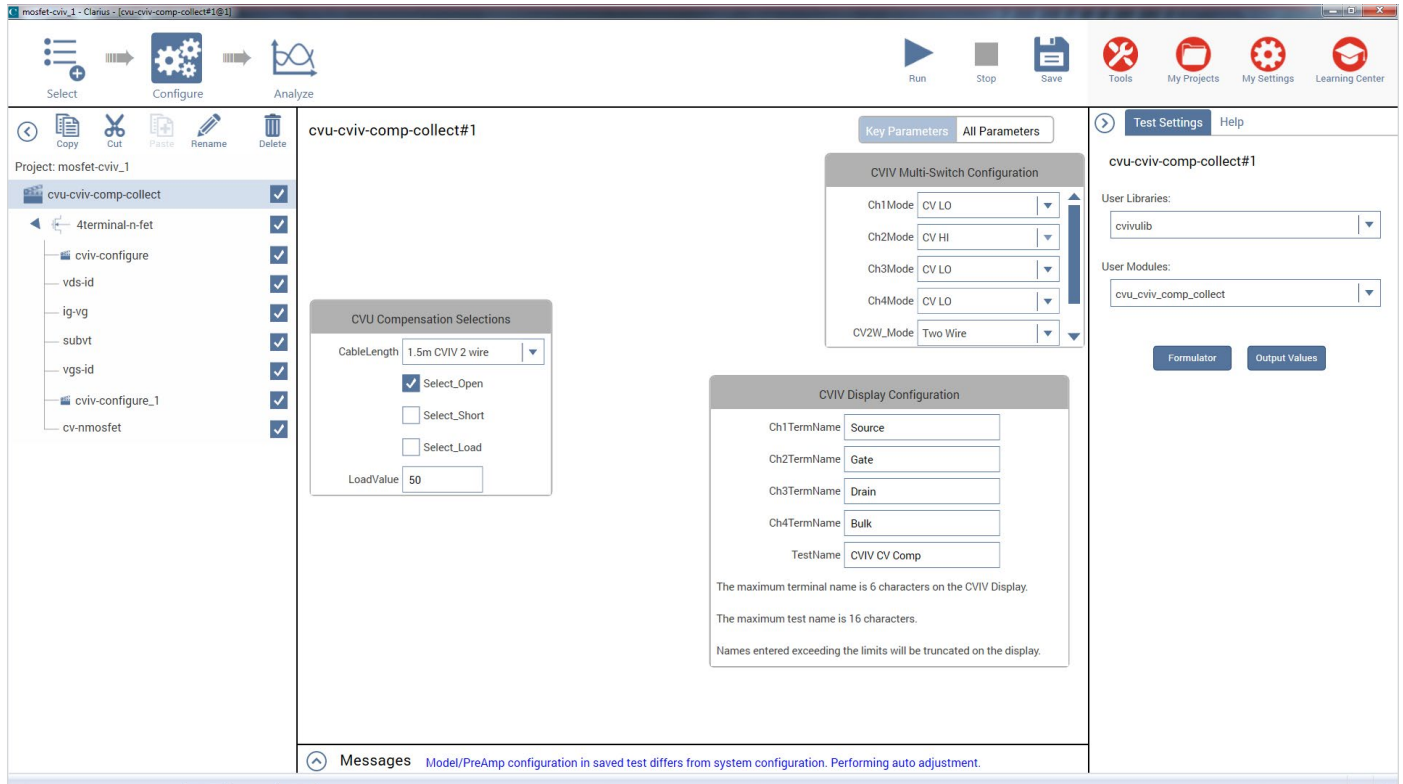 mosfet-cviv_1 - Clarius - [cvu-cviv-comp-collect#1@1]
Select
Configure
Analyze
Run
Stop
Save
Tools
My Projects
My Settings
Learning Center
Copy
Cut
Paste
Rename
Delete
Project: mosfet-cviv_1
cvu-cviv-comp-collect
4terminal-n-fet
cviv-configure
vds-id
ig-vg
subvt
vgs-id
cviv-configure_1
cv-nmosfet
cvu-cviv-comp-collect#1
Key Parameters
All Parameters
CVU Compensation Selections
CableLength 1.5m CVIV 2 wire
Select_Open
Select_Short
Select_Load
LoadValue 50
CVIV Multi-Switch Configuration
Ch1Mode CV LO
Ch2Mode CV HI
Ch3Mode CV LO
Ch4Mode CV LO
CV2W_Mode Two Wire
CVIV Display Configuration
Ch1TermName Source
Ch2TermName Gate
Ch3TermName Drain
Ch4TermName Bulk
TestName CVIV CV Comp
The maximum terminal name is 6 characters on the CVIV Display.
The maximum test name is 16 characters.
Names entered exceeding the limits will be truncated on the display.
Messages Model/PreAmp configuration in saved test differs from system configuration. Performing auto adjustment.
Test Settings
Help
cvu-cviv-comp-collect#1
User Libraries:
cvivulib
User Modules:
cvu_cviv_comp_collect
Formulator
Output Values